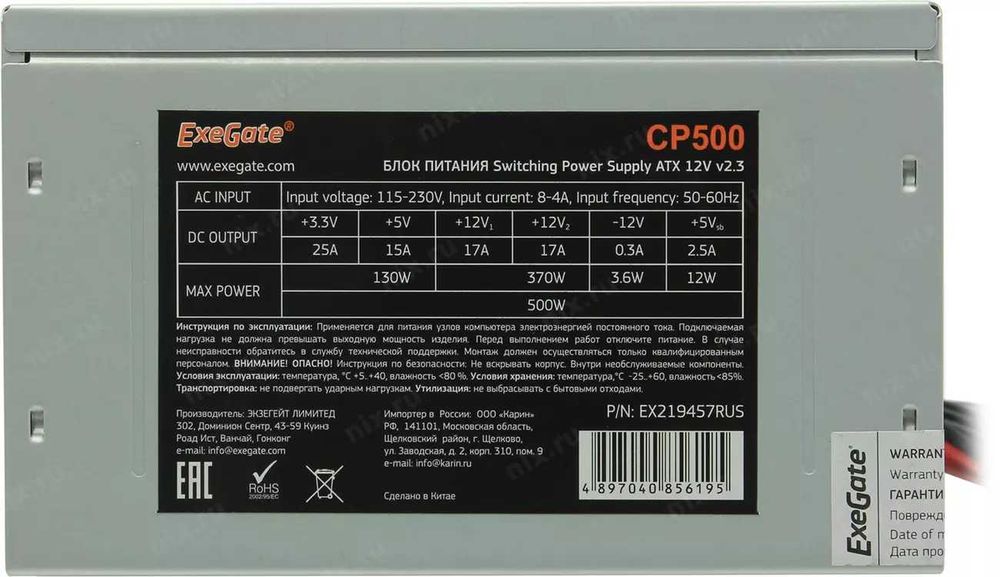 ExeGate®
CP500
www.exegate.com
БЛОК ПИТАНИЯ Switching Power Supply ATX 12V v2.3
AC INPUT Input voltage: 115-230V, Input current: 8-4A, Input frequency: 50-60Hz
DC OUTPUT +3.3V +5V +12V1 +12V2 -12V +5Vsb
25A 15A 17A 17A 0.3A 2.5A
MAX POWER 130W 370W 3.6W 12W
500W
Инструкция по эксплуатации: Применяется для питания узлов компьютера электроэнергией постоянного тока. Подключаемая
нагрузка не должна превышать выходную мощность изделия. Перед выполнением работ отключите питание. В случае
неисправности обратитесь в службу технической поддержки. Монтаж должен осуществляться только квалифицированным
персоналом. ВНИМАНИЕ! ОПАСНО! Инструкция по безопасности: Не вскрывать корпус. Внутри необслуживаемые компоненты.
Условия эксплуатации: температура, °C +5..+40, влажность <80 %. Условия хранения: температура,°C -25..+60, влажность <85%.
Транспортировка: не подвергать ударным нагрузкам. Утилизация: не выбрасывать с бытовыми отходами.
Производитель: ЭКЗЕГЕЙТ ЛИМИТЕД
302, Доминион Сентр, 43-59 Куинз
Роад Ист, Ванчай, Гонконг
e-mail: info@exegate.com
Импортер в России: ООО «Карин»
РФ, 141101, Московская область,
Щелковский район, г. Щелково,
ул. Заводская, д. 2, корп. 310, пом. 9
e-mail: info@karin.ru
P/N: EX219457RUS
EAC
RoHS
2002/95/EC
Сделано в Китае
4 897040 856195
ExeGate®
WARRAN
Warranty
ГАРАНТИ
Поврежд
Date of m
Дата про